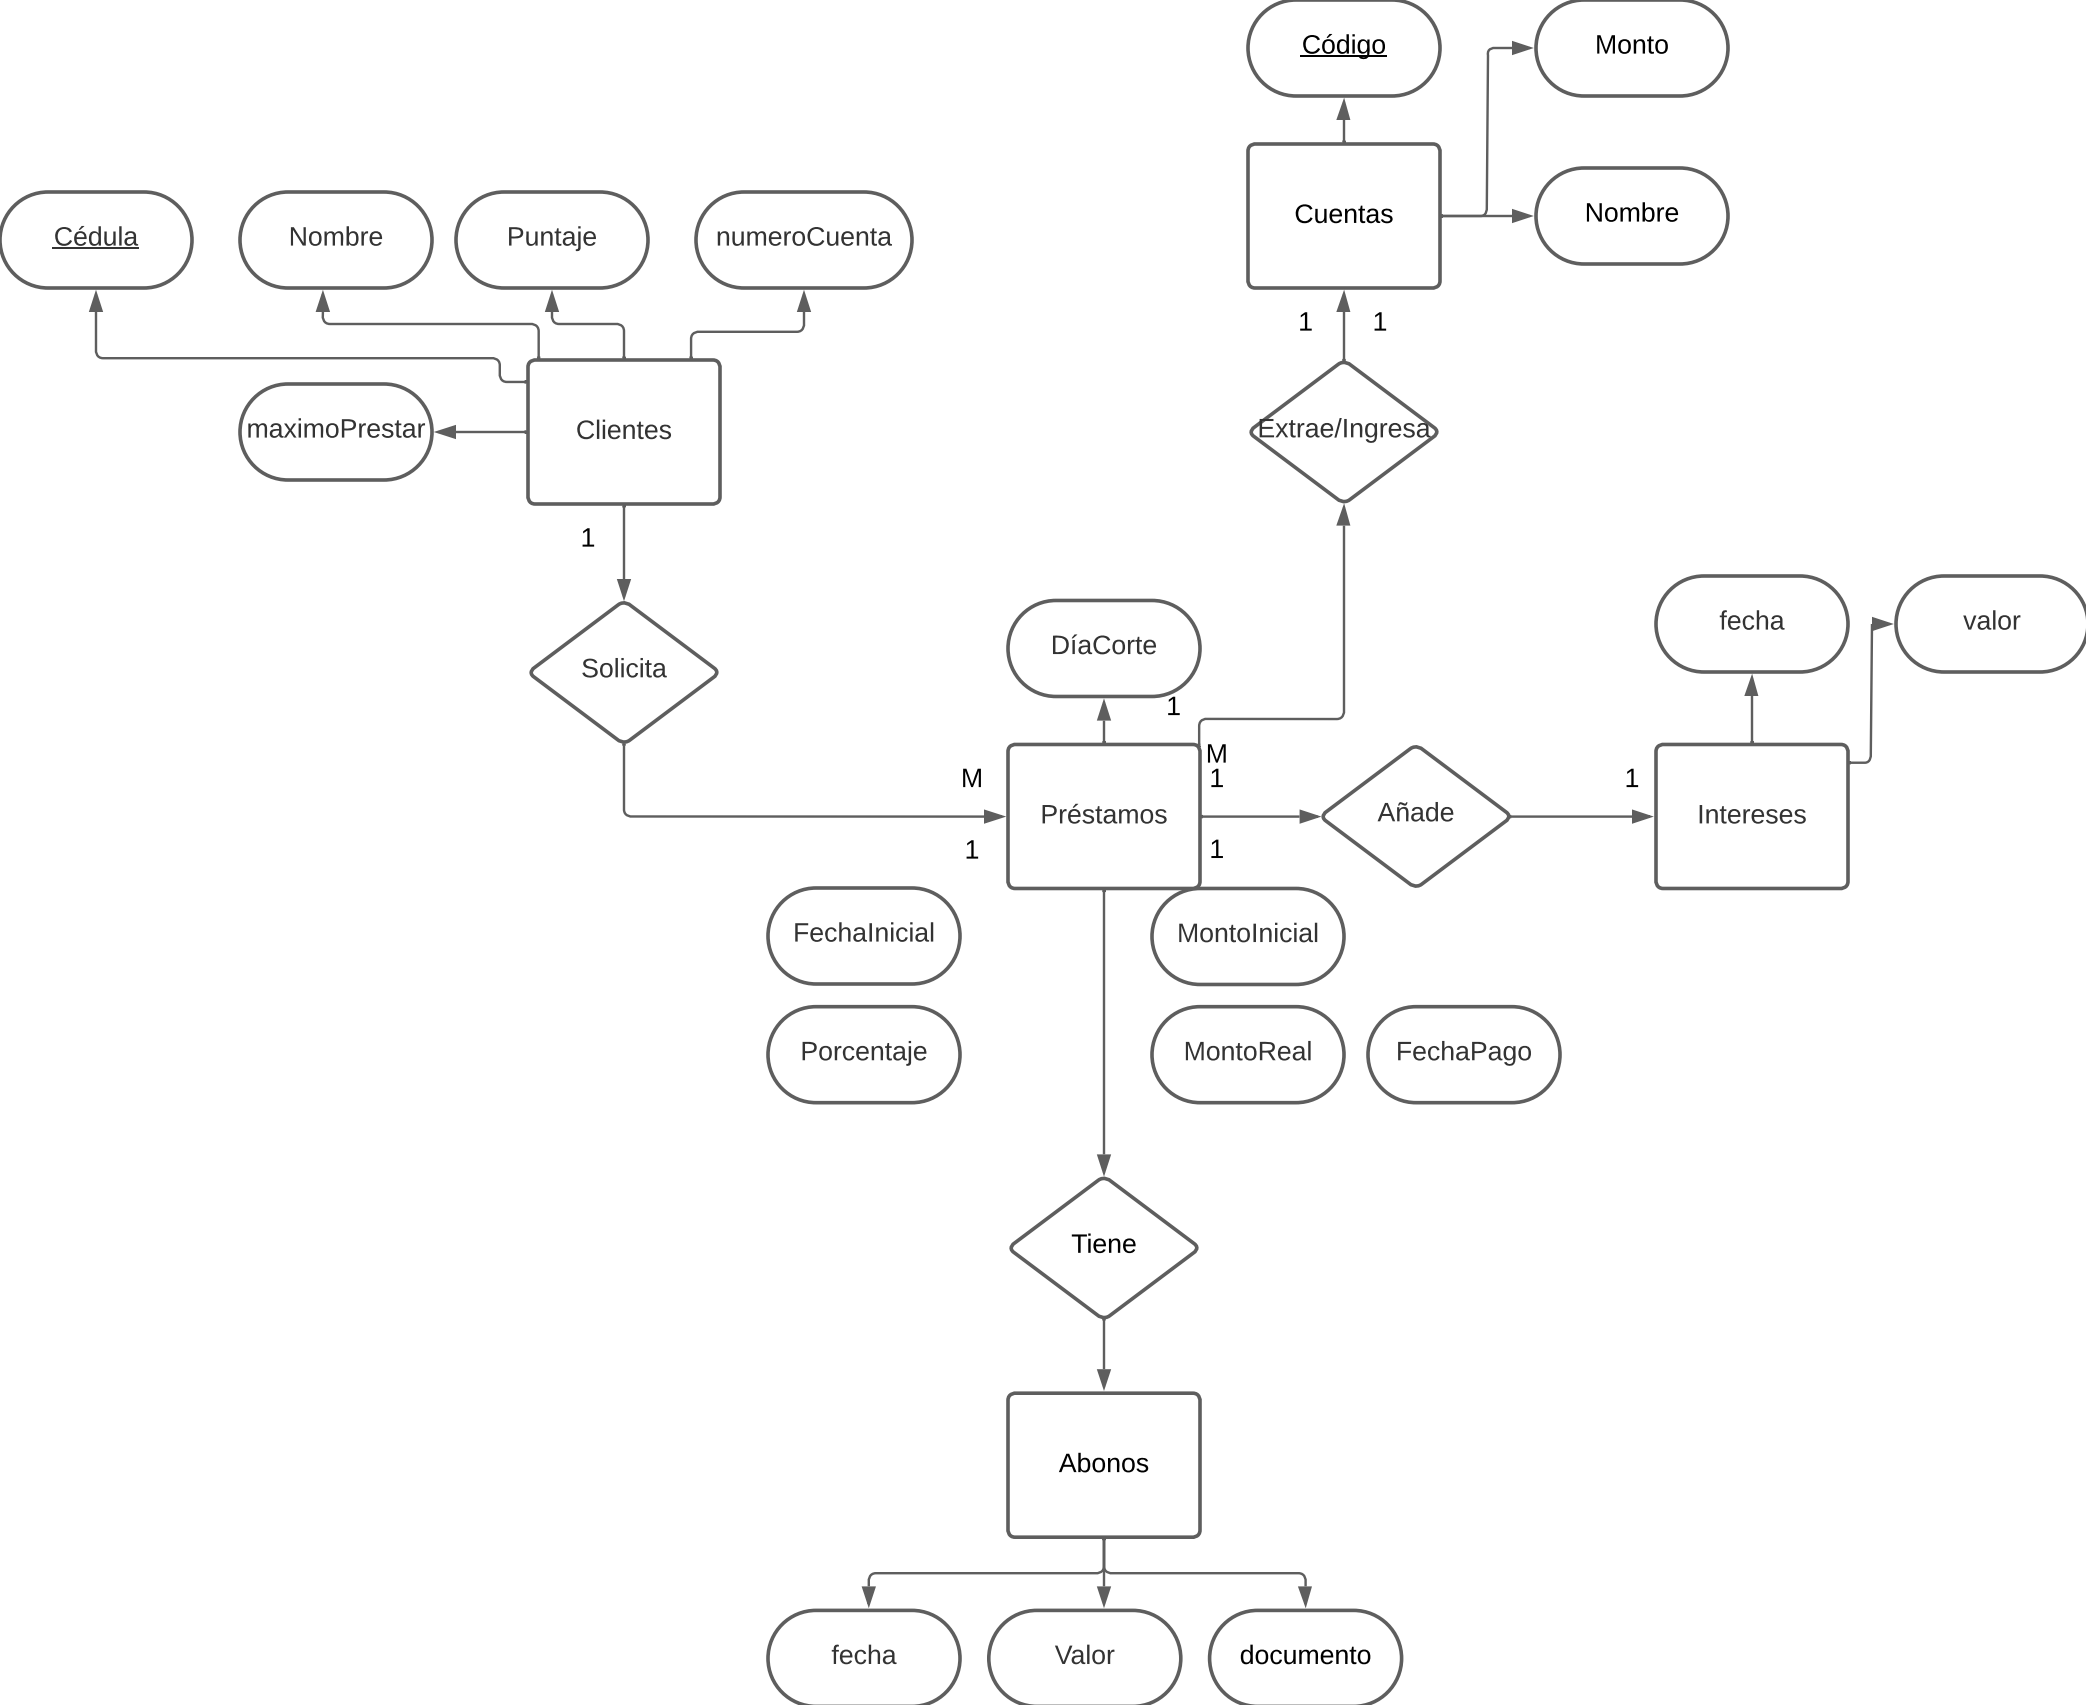 Código
Monto
Cuentas
Nombre
Cédula
Nombre
Puntaje
numeroCuenta
1
1
maximoPrestar
Clientes
Extrae/Ingresa
1
Solicita
DíaCorte
fecha
valor
1
M
M
1
Préstamos
Añade
1
Intereses
1
1
FechaInicial
MontoInicial
Porcentaje
MontoReal
FechaPago
Tiene
Abonos
fecha
Valor
documento